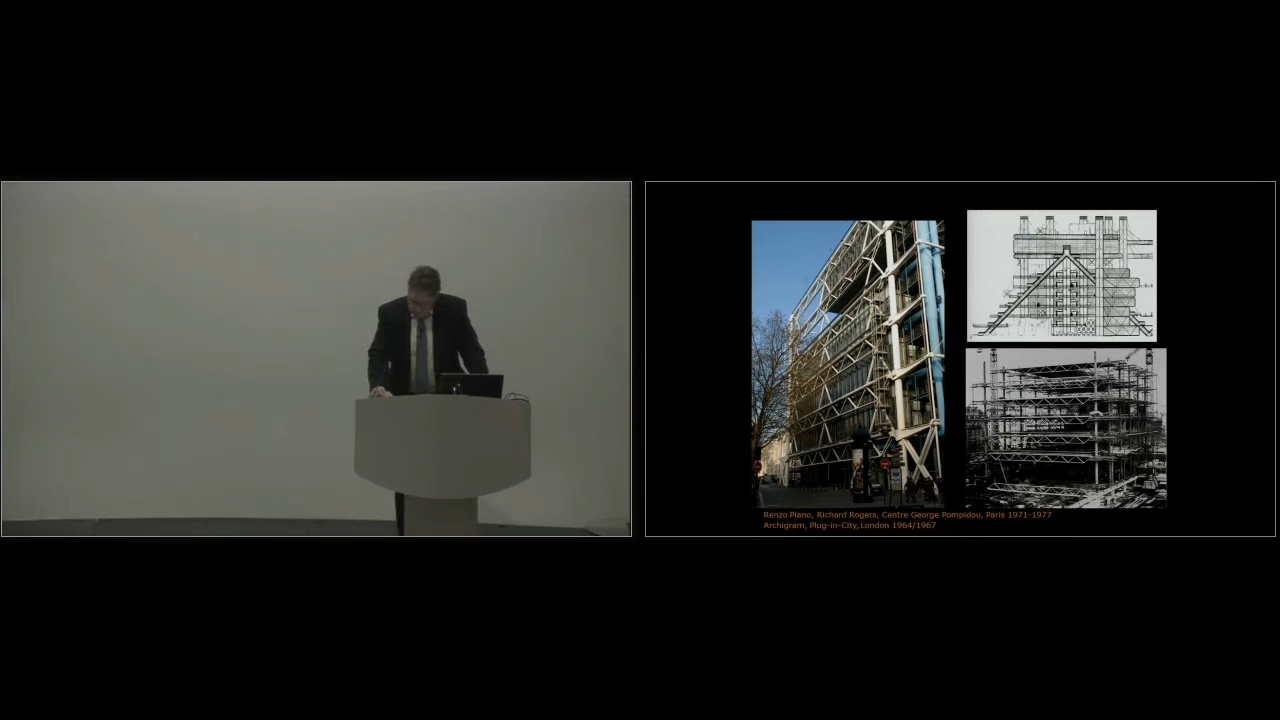 Renzo Piano, Richard Rogers, Centre George Pompidou, Paris 1971-1977
Archigram, Plug-in-City, London 1964/1967